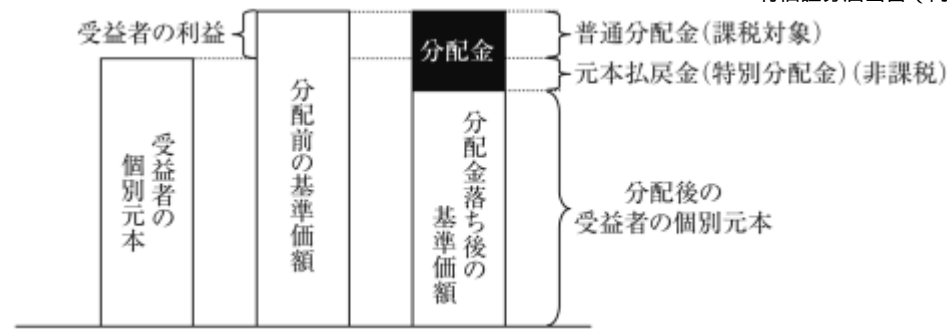 受益者の利益
分配金
普通分配金(課税対象)
元本払戻金(特別分配金)(非課税)
受益者の
個別元本
分配前の基準価額
分配金落ち後の
基準価額
分配後の
受益者の個別元本